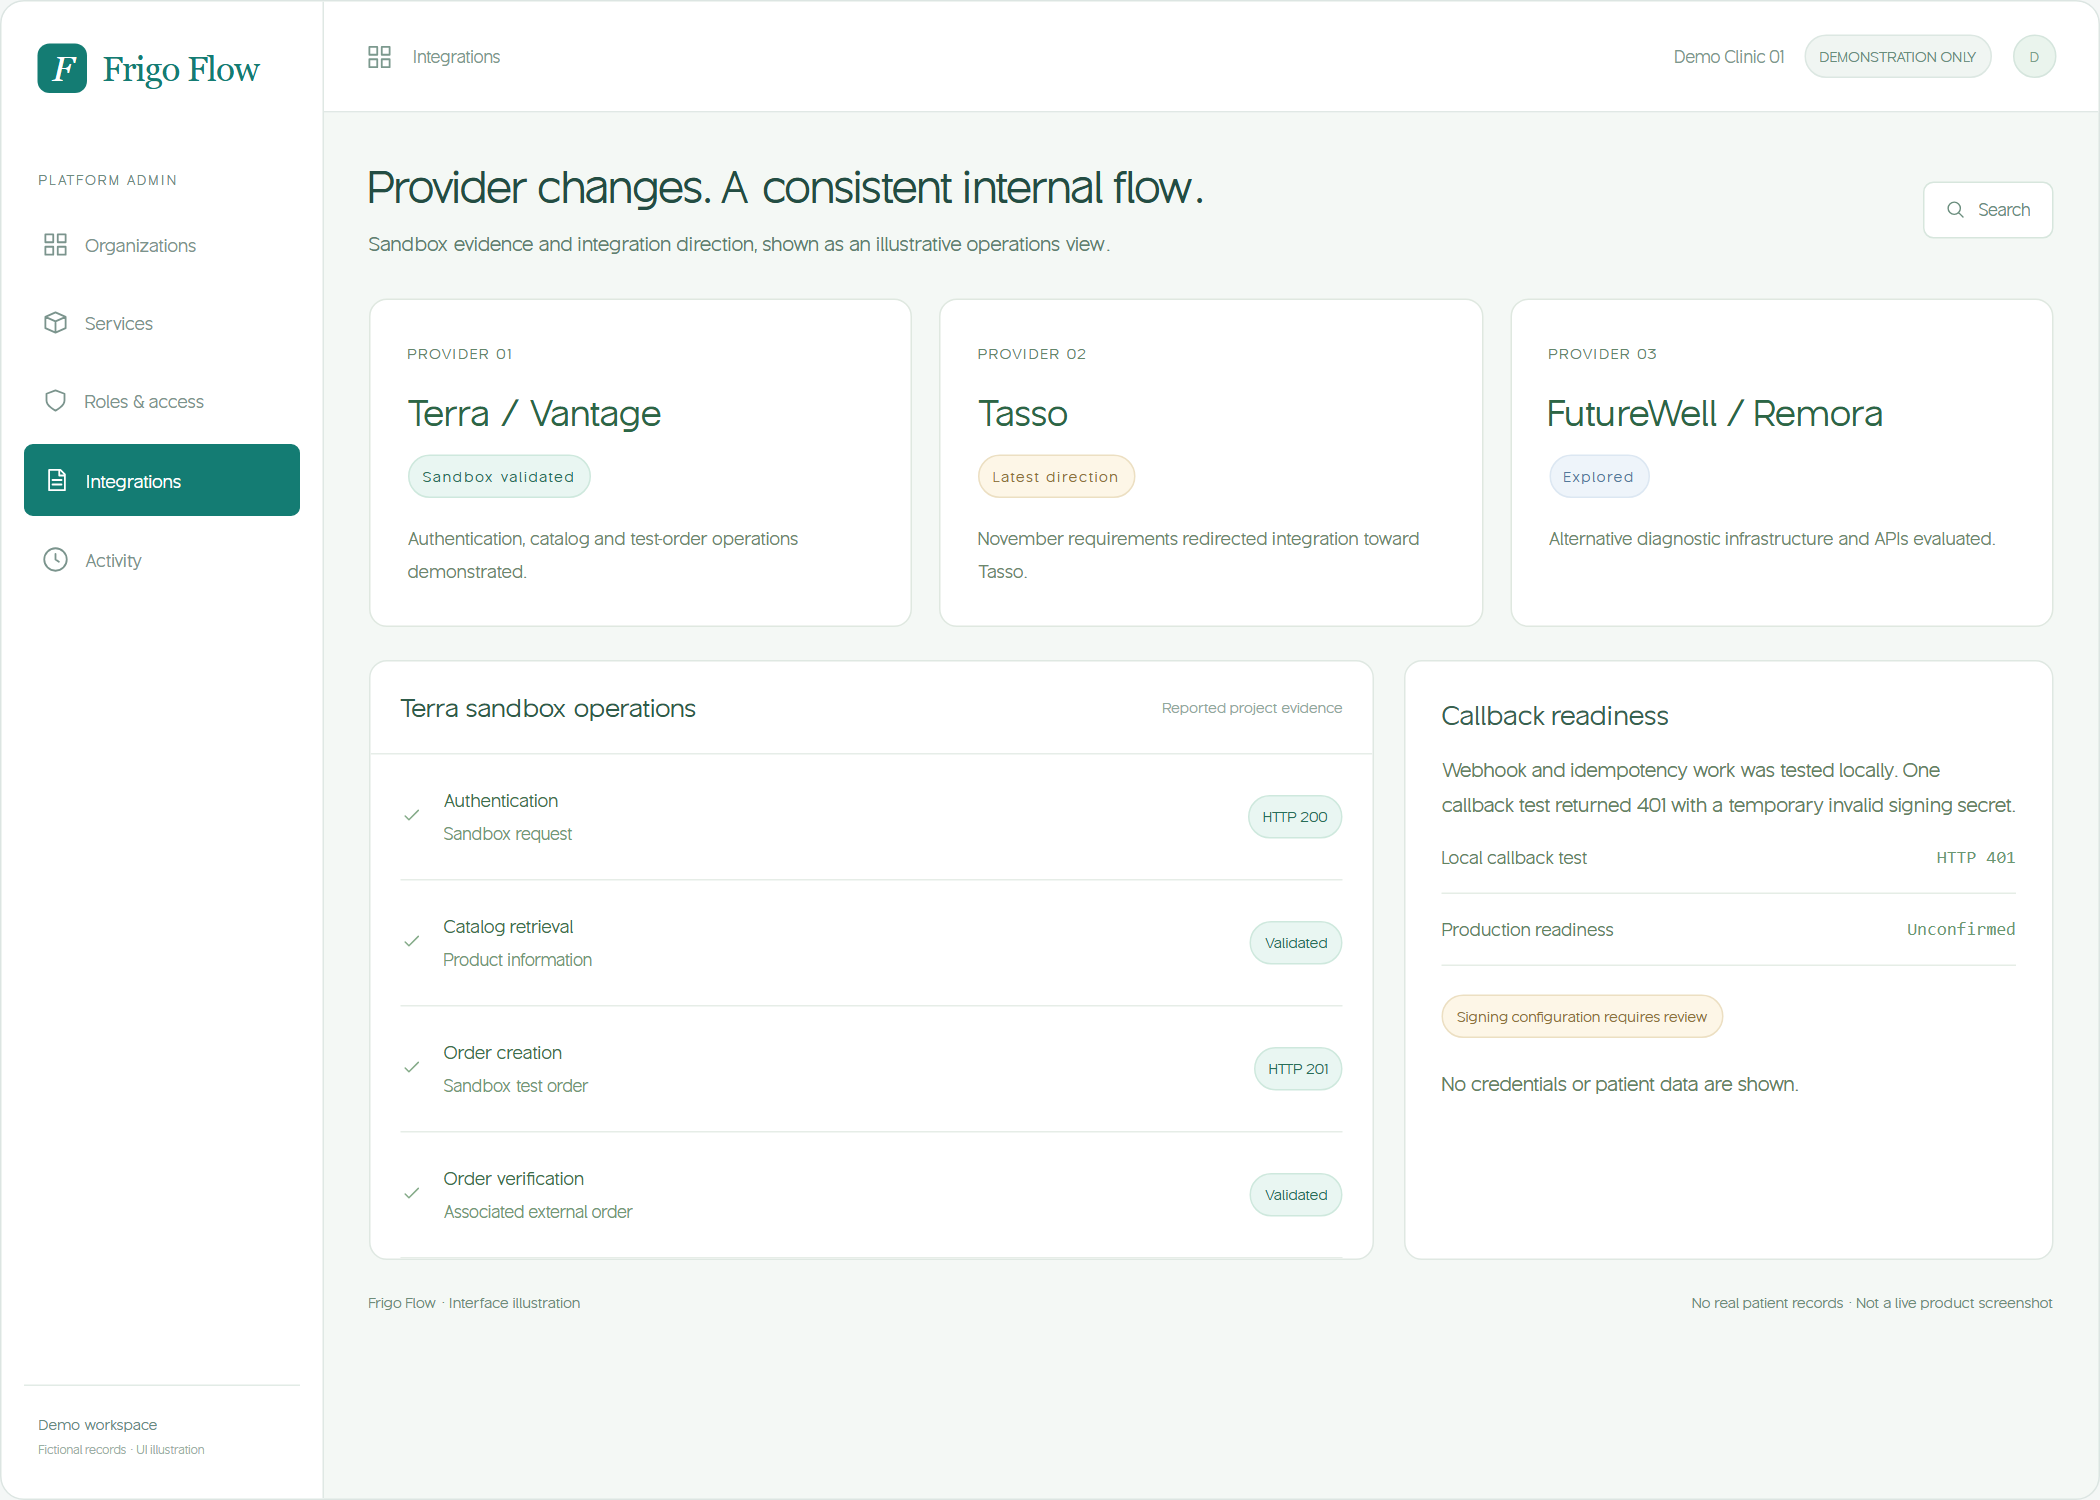 F Frigo Flow
PLATFORM ADMIN
Organizations
Services
Roles & access
Integrations
Activity
Demo workspace
Fictional records · UI illustration
Integrations
Demo Clinic 01
DEMONSTRATION ONLY
D
Provider changes. A consistent internal flow.
Sandbox evidence and integration direction, shown as an illustrative operations view.
Search
PROVIDER 01
Terra / Vantage
Sandbox validated
Authentication, catalog and test-order operations
demonstrated.
PROVIDER 02
Tasso
Latest direction
November requirements redirected integration toward
Tasso.
PROVIDER 03
FutureWell / Remora
Explored
Alternative diagnostic infrastructure and APIs evaluated.
Terra sandbox operations
Reported project evidence
Authentication
Sandbox request
HTTP 200
Catalog retrieval
Product information
Validated
Order creation
Sandbox test order
HTTP 201
Order verification
Associated external order
Validated
Callback readiness
Webhook and idempotency work was tested locally. One
callback test returned 401 with a temporary invalid signing secret.
Local callback test
HTTP 401
Production readiness
Unconfirmed
Signing configuration requires review
No credentials or patient data are shown.
Frigo Flow · Interface illustration
No real patient records · Not a live product screenshot